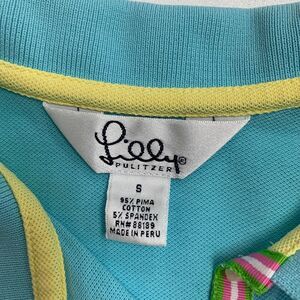 Lilly
PULITZER
S
95% PIMA
COTTON
5% SPANDEX
RN# 88189
MADE IN PERU